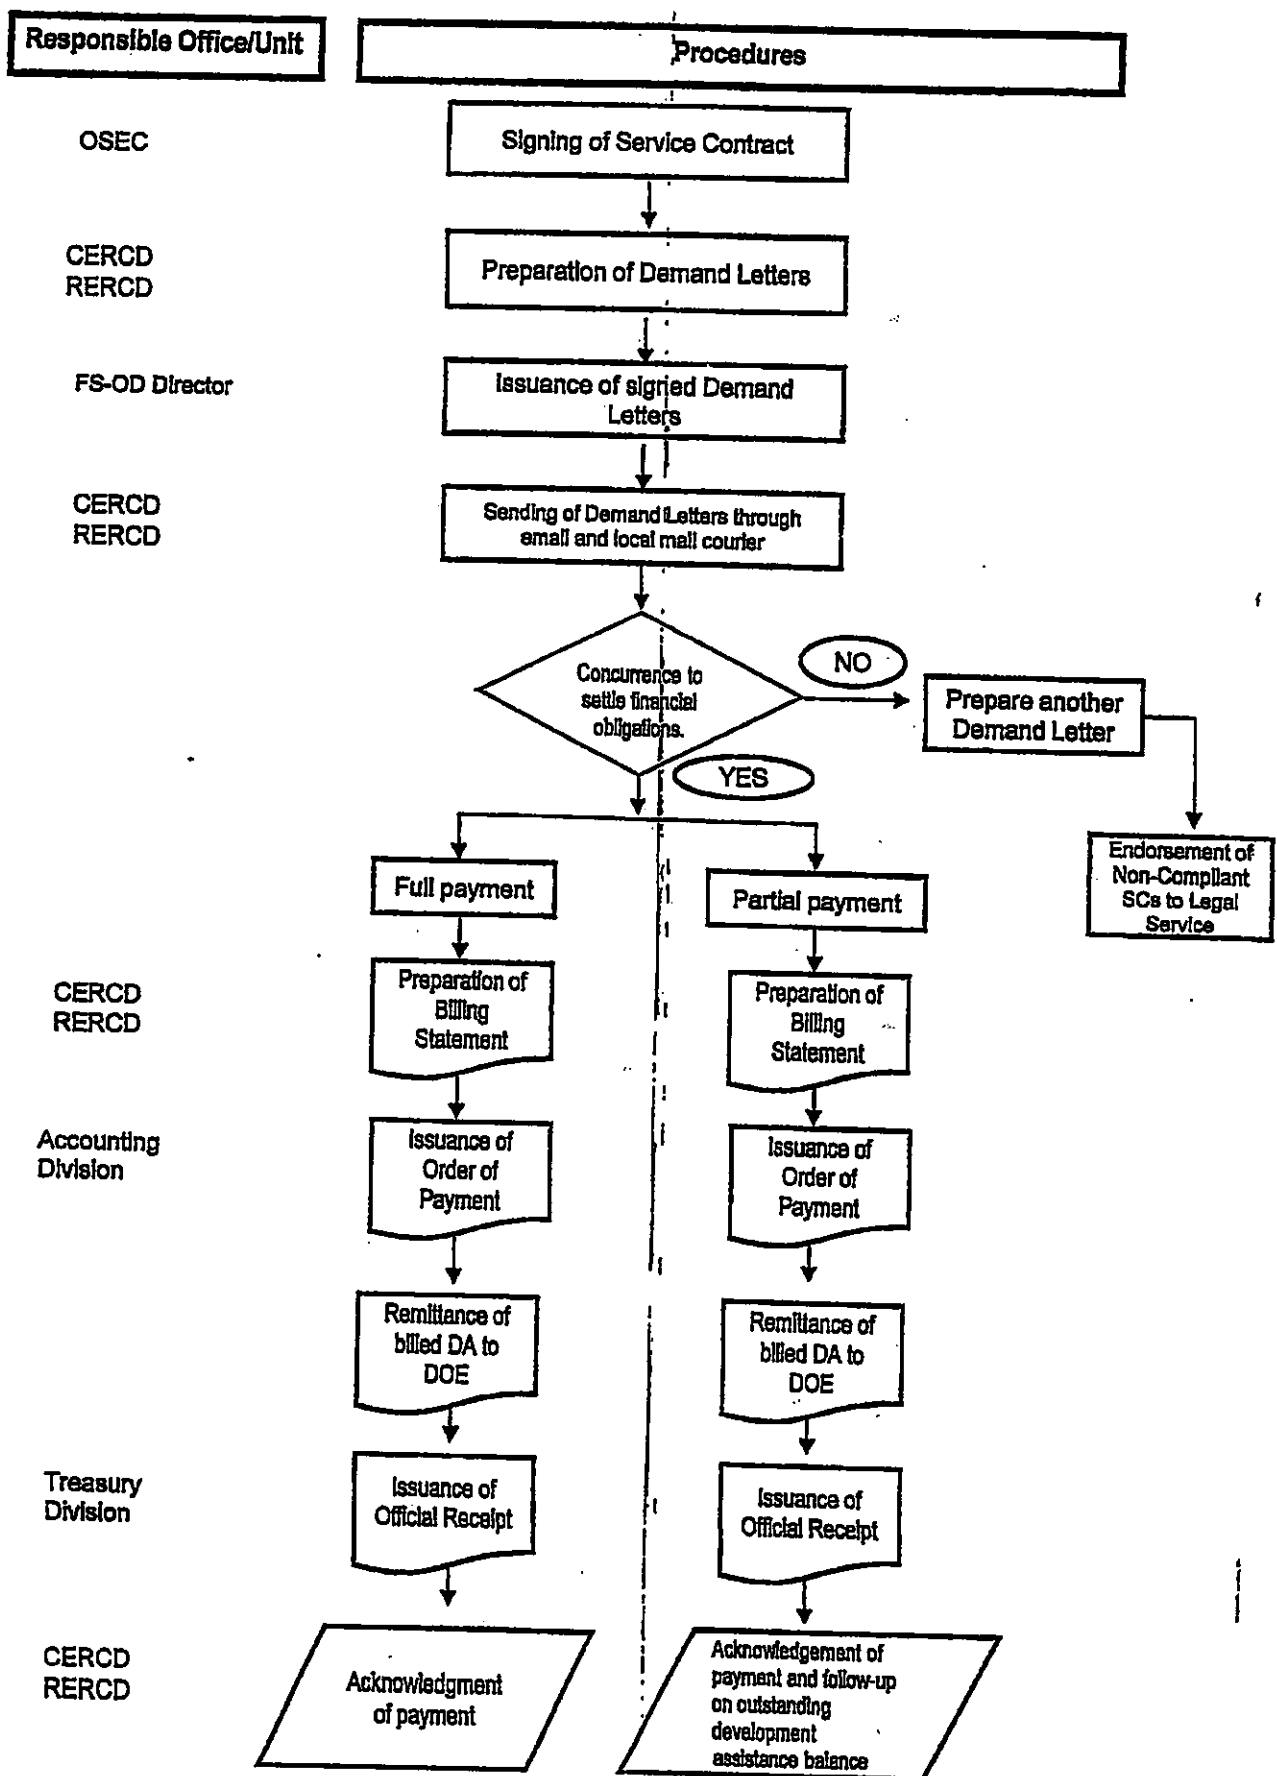 Responsible Office/Unit
Procedures
OSEC
Signing of Service Contract
CERCD
RERCD
Preparation of Demand Letters
FS-OD Director
Issuance of signed Demand
Letters
CERCD
RERCD
Sending of Demand Letters through
email and local mail courier
Concurrence to
settle financial
obligations.
NO
Prepare another
Demand Letter
YES
Endorsement of
Non-Compliant
SCs to Legal
Service
Full payment
Partial payment
CERCD
RERCD
Preparation of
Billing
Statement
Preparation of
Billing
Statement
Accounting
Division
Issuance of
Order of
Payment
Issuance of
Order of
Payment
Remittance of
billed DA to
DOE
Remittance of
billed DA to
DOE
Treasury
Division
Issuance of
Official Receipt
Issuance of
Official Receipt
CERCD
RERCD
Acknowledgment
of payment
Acknowledgement of
payment and follow-up
on outstanding
development
assistance balance